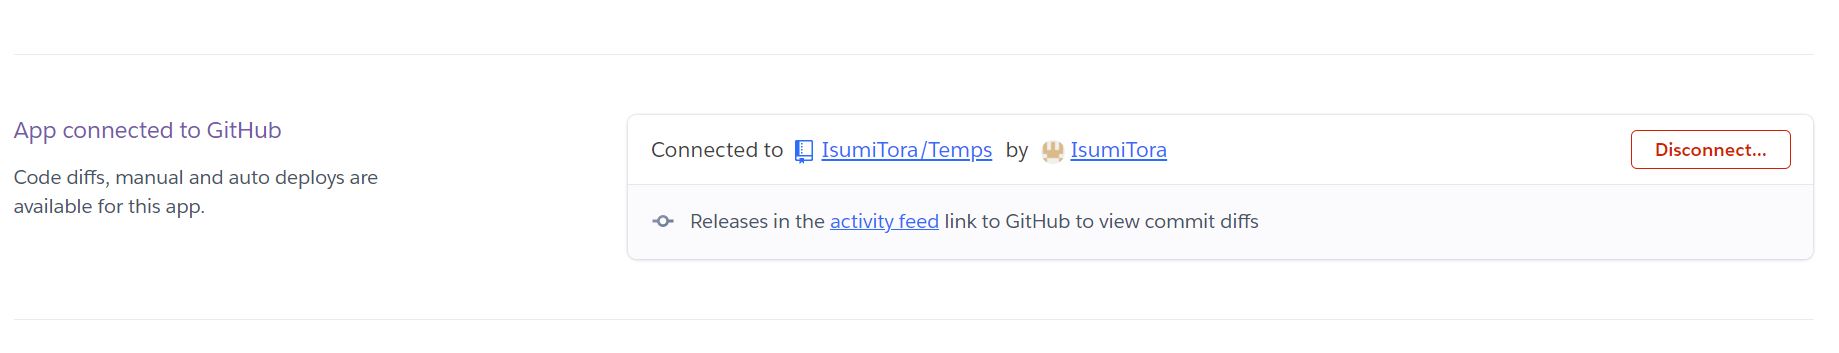 App connected to GitHub
Code diffs, manual and auto deploys are
available for this app.
Connected to IsumiTora/Temps by IsumiTora
Disconnect...
Releases in the activity feed link to GitHub to view commit diffs